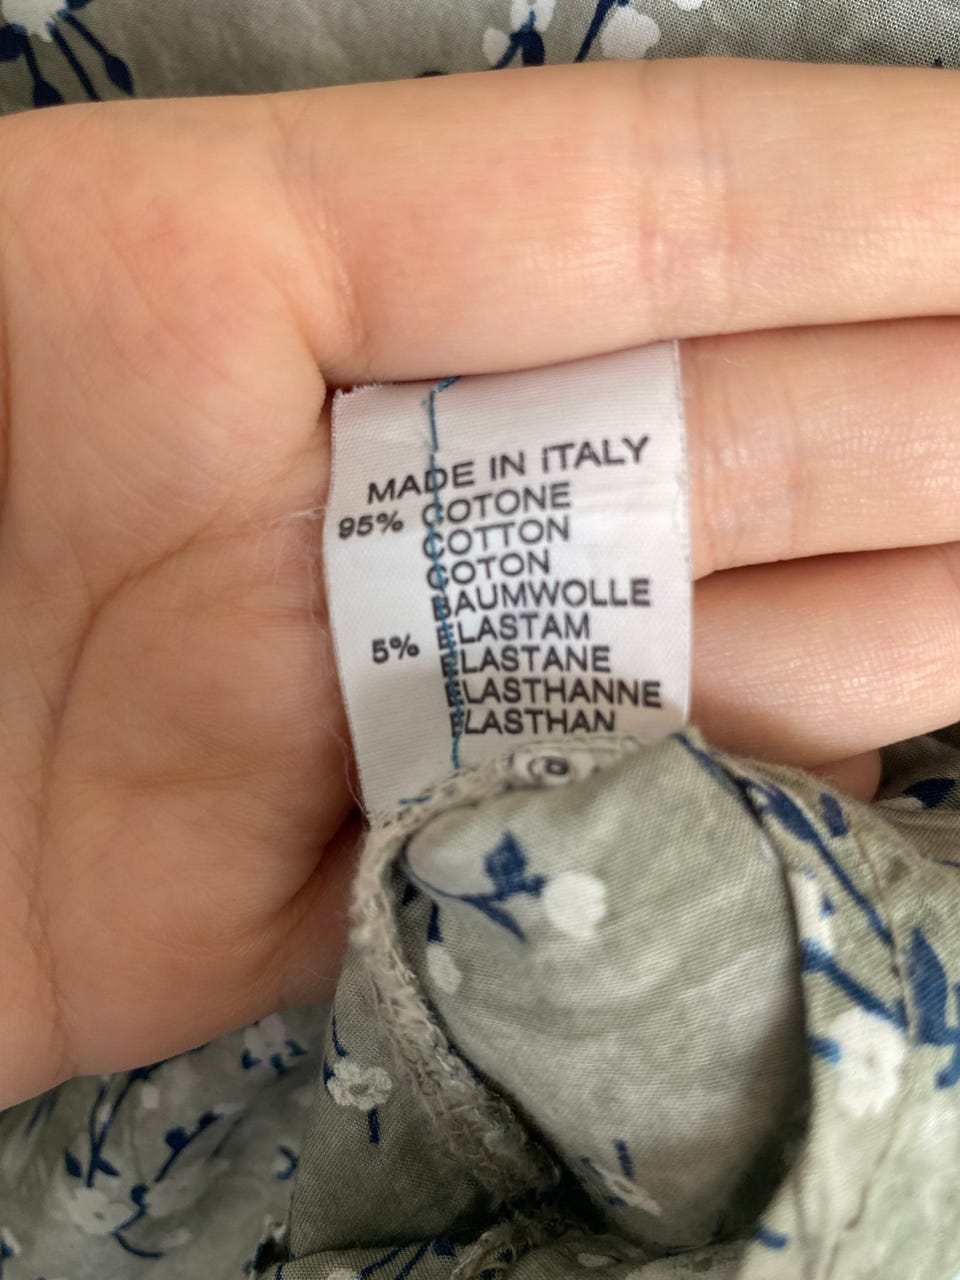 MADE IN ITALY
95% COTONE
COTTON
COTON
BAUMWOLLE
5% ELASTAM
ELASTANE
ELASTHANNE
ELASTHAN